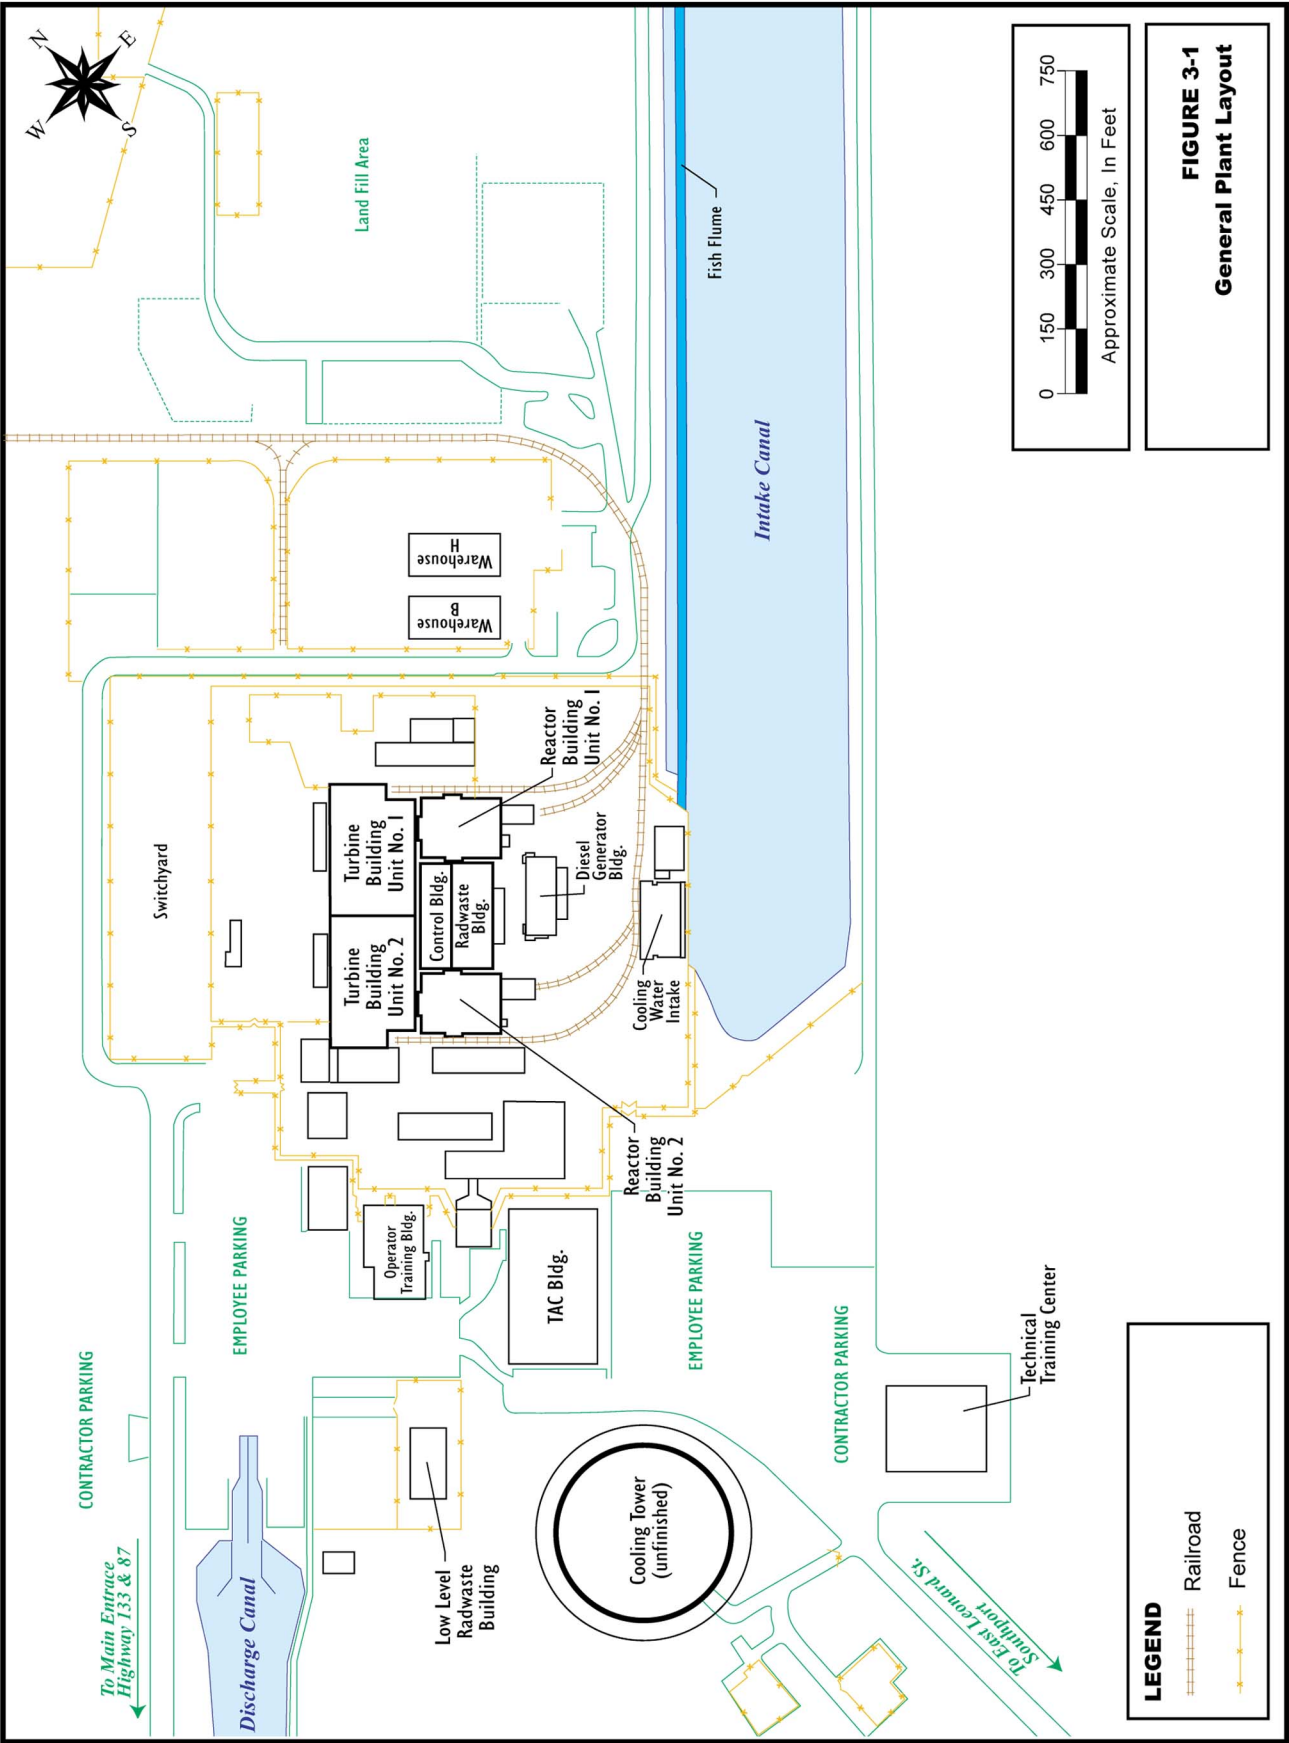 N
E
W
S
Land Fill Area
Fish Flume
Intake Canal
0 150 300 450 600 750
Approximate Scale, In Feet
FIGURE 3-1
General Plant Layout
Warehouse
H
Warehouse
B
Switchyard
Reactor
Building
Unit No. 1
Turbine
Building
Unit No. 1
Turbine
Building
Unit No. 2
Control Bldg.
Radwaste
Bldg.
Diesel
Generator
Bldg.
Cooling
Water
Intake
Reactor
Building
Unit No. 2
Operator
Training Bldg.
TAC Bldg.
EMPLOYEE PARKING
EMPLOYEE PARKING
CONTRACTOR PARKING
CONTRACTOR PARKING
Technical
Training Center
Cooling Tower
(unfinished)
Low Level
Radwaste
Building
Discharge Canal
To Main Entrace
Highway 133 & 87
To East Leonard St.
Southport
LEGEND
Railroad
Fence